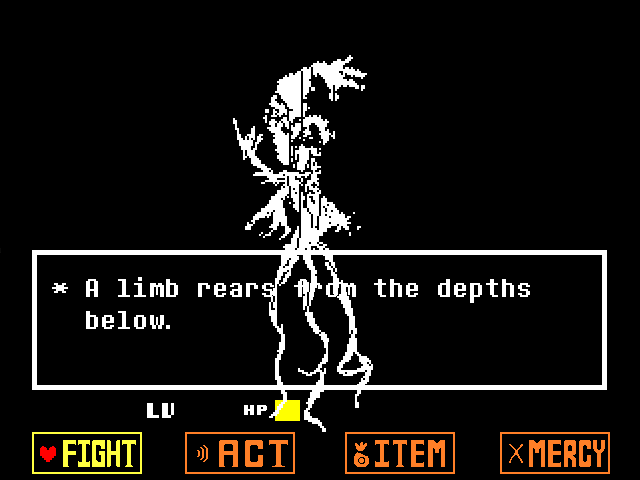 * A limb rears from the depths
below.
LV HP
FIGHT ACT ITEM MERCY